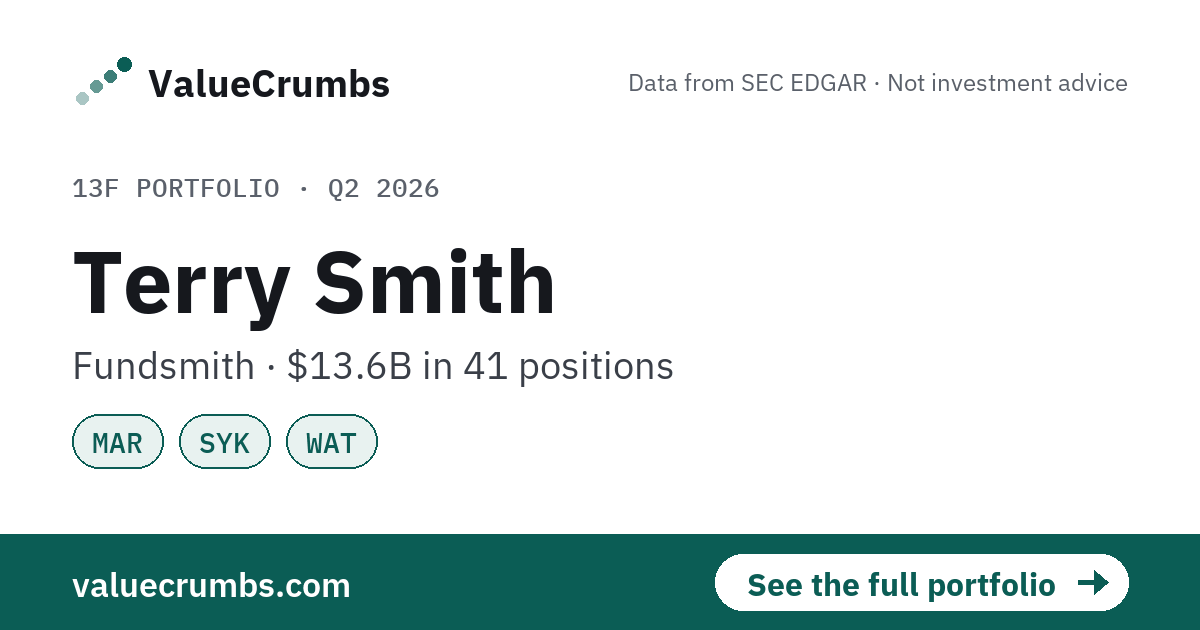 ValueCrumbs
Data from SEC EDGAR · Not investment advice
13F PORTFOLIO · Q2 2026
Terry Smith
Fundsmith · $13.6B in 41 positions
MAR SYK WAT
valuecrumbs.com
See the full portfolio →